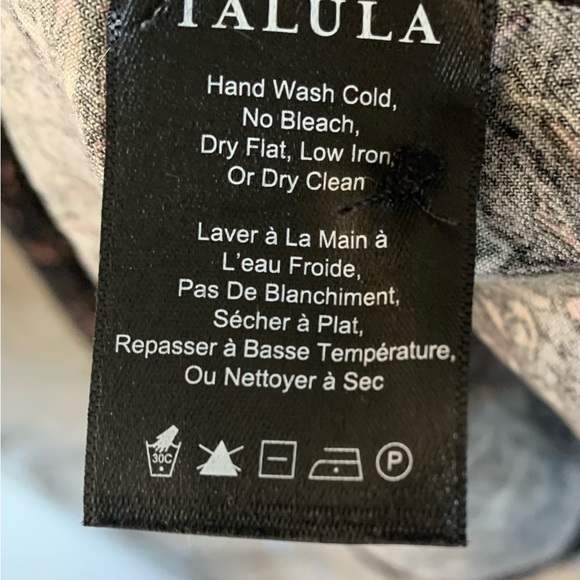 TALULA
Hand Wash Cold,
No Bleach,
Dry Flat, Low Iron,
Or Dry Clean
Laver à La Main à
L'eau Froide,
Pas De Blanchiment,
Sécher à Plat,
Repasser à Basse Température,
Ou Nettoyer à Sec
30C P